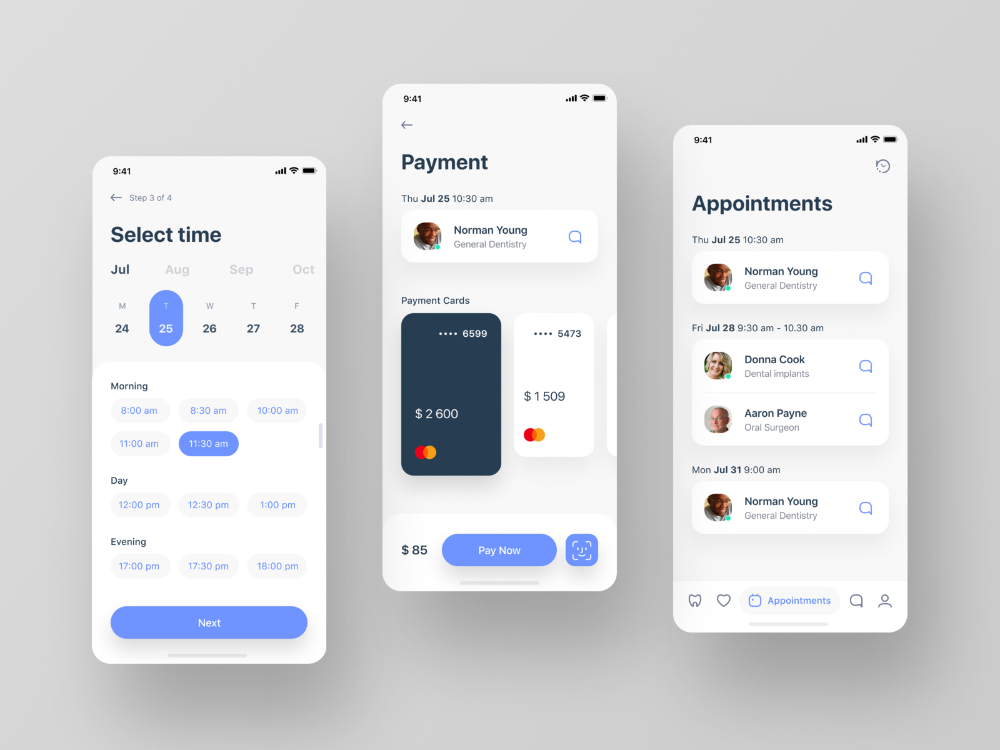 9:41
Step 3 of 4
Select time
Jul Aug Sep Oct
M T W T F
24 25 26 27 28
Morning
8:00 am 8:30 am 10:00 am
11:00 am 11:30 am
Day
12:00 pm 12:30 pm 1:00 pm
Evening
17:00 pm 17:30 pm 18:00 pm
Next
9:41
Payment
Thu Jul 25 10:30 am
Norman Young
General Dentistry
Payment Cards
•••• 6599
$ 2 600
•••• 5473
$ 1 509
$ 85 Pay Now
9:41
Appointments
Thu Jul 25 10:30 am
Norman Young
General Dentistry
Fri Jul 28 9:30 am - 10.30 am
Donna Cook
Dental implants
Aaron Payne
Oral Surgeon
Mon Jul 31 9:00 am
Norman Young
General Dentistry
Appointments